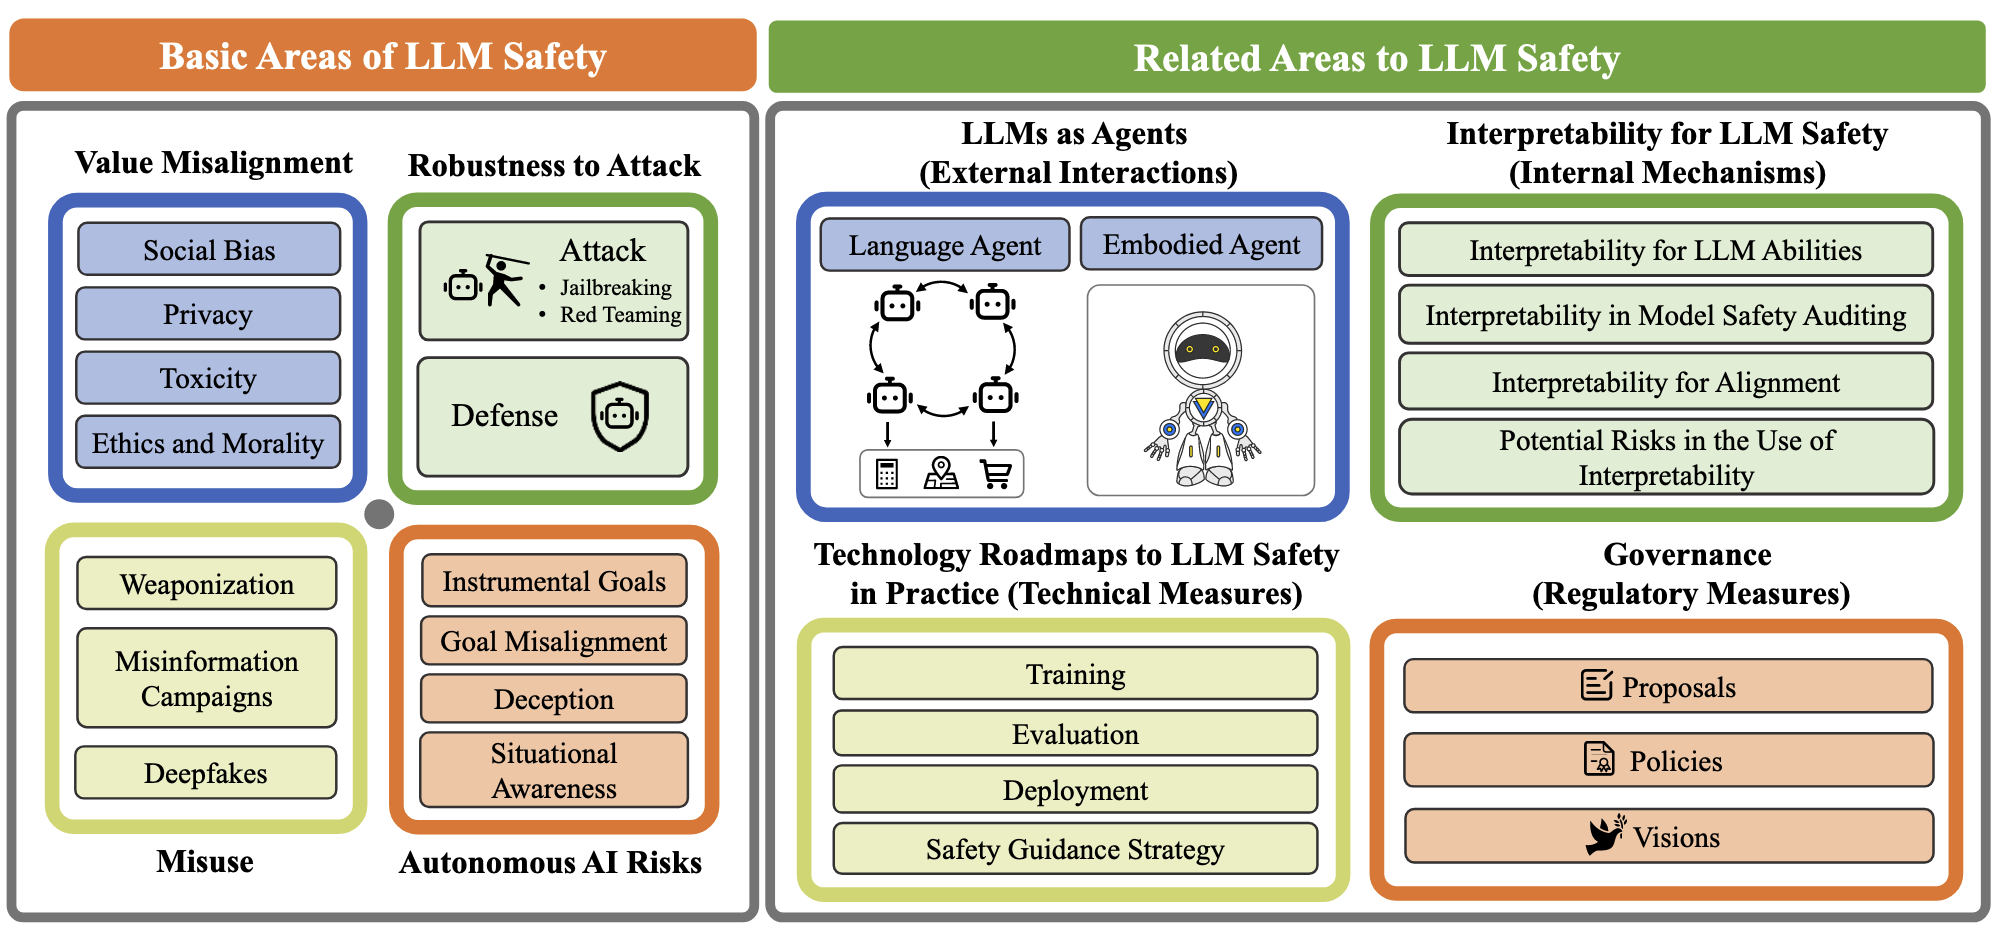 Basic Areas of LLM Safety
Value Misalignment
Social Bias
Privacy
Toxicity
Ethics and Morality
Robustness to Attack
Attack
• Jailbreaking
• Red Teaming
Defense
Weaponization
Misinformation
Campaigns
Deepfakes
Misuse
Instrumental Goals
Goal Misalignment
Deception
Situational
Awareness
Autonomous AI Risks
Related Areas to LLM Safety
LLMs as Agents
(External Interactions)
Language Agent
Embodied Agent
Interpretability for LLM Safety
(Internal Mechanisms)
Interpretability for LLM Abilities
Interpretability in Model Safety Auditing
Interpretability for Alignment
Potential Risks in the Use of
Interpretability
Technology Roadmaps to LLM Safety
in Practice (Technical Measures)
Training
Evaluation
Deployment
Safety Guidance Strategy
Governance
(Regulatory Measures)
Proposals
Policies
Visions